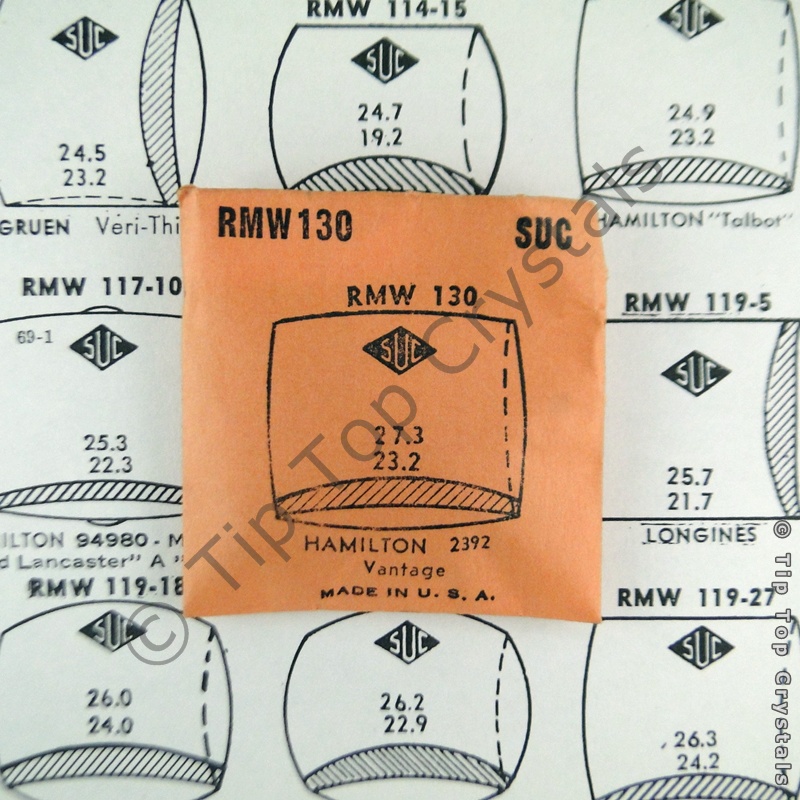 SUC
24.5
23.2
GRUEN Veri-Thi
RMW 114-15
SUC
24.7
19.2
SUC
24.9
23.2
HAMILTON "Talbot"
RMW130 SUC
RMW 130
SUC
27.3
23.2
HAMILTON 2392
Vantage
MADE IN U. S. A.
RMW 117-10
69-1
SUC
25.3
22.3
ILTON 94980 - M
d Lancaster" A "
RMW 119-5
SUC
25.7
21.7
LONGINES
RMW 119-18
SUC
26.0
24.0
SUC
26.2
22.9
RMW 119-27
SUC
26.3
24.2
© Tip Top Crystals
© Tip Top Crystals